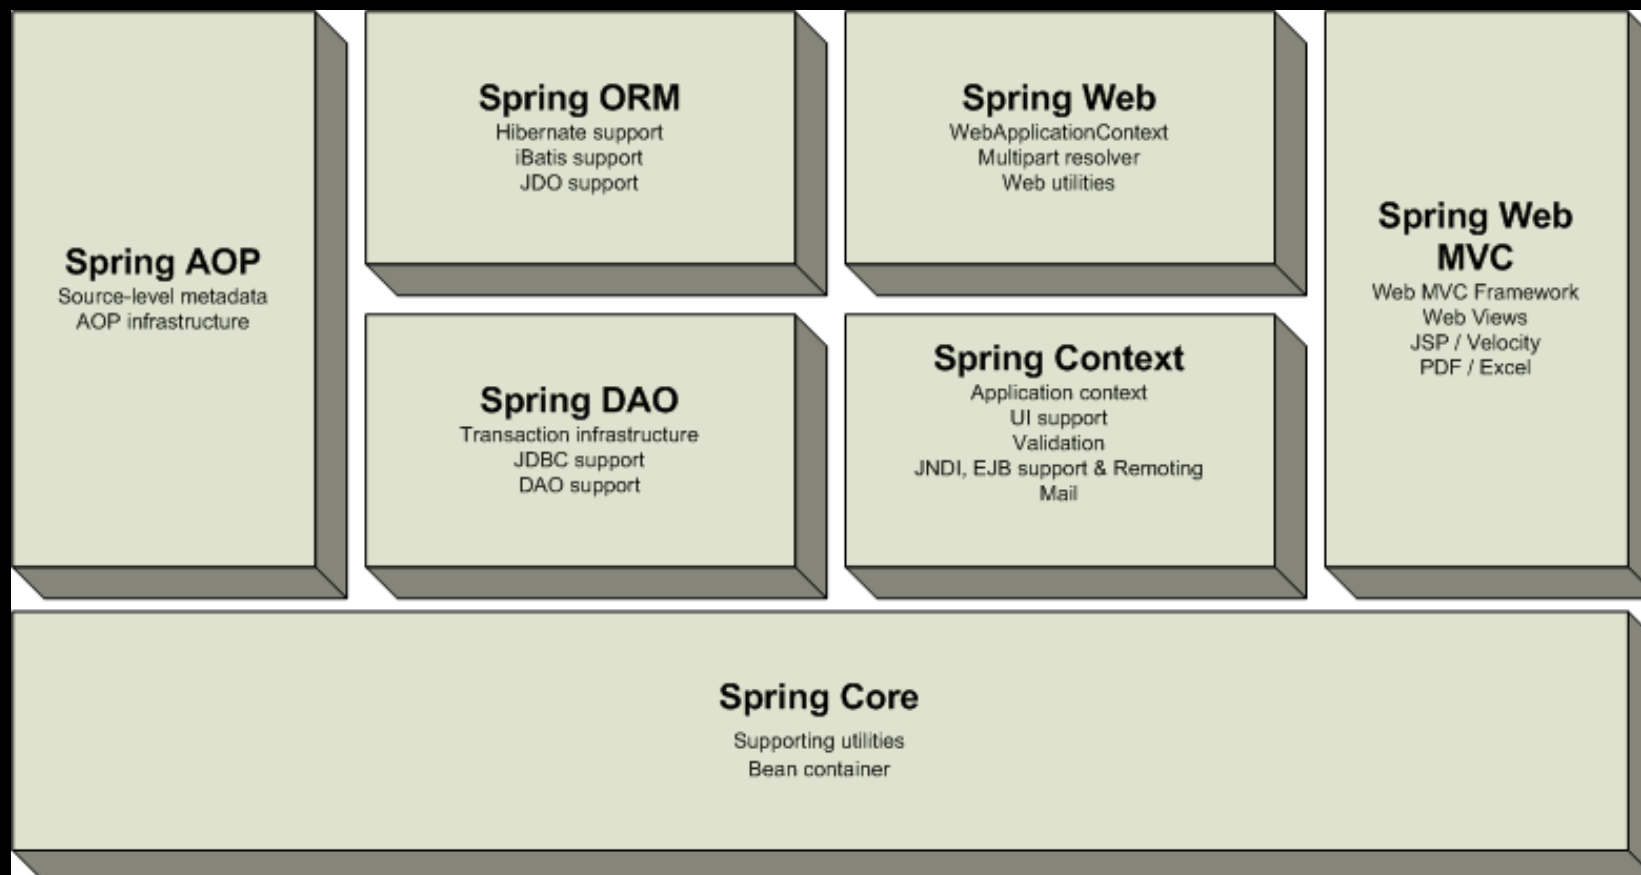 Spring AOP
Source-level metadata
AOP infrastructure
Spring ORM
Hibernate support
iBatis support
JDO support
Spring Web
WebApplicationContext
Multipart resolver
Web utilities
Spring Web
MVC
Web MVC Framework
Web Views
JSP / Velocity
PDF / Excel
Spring DAO
Transaction infrastructure
JDBC support
DAO support
Spring Context
Application context
UI support
Validation
JNDI, EJB support & Remoting
Mail
Spring Core
Supporting utilities
Bean container